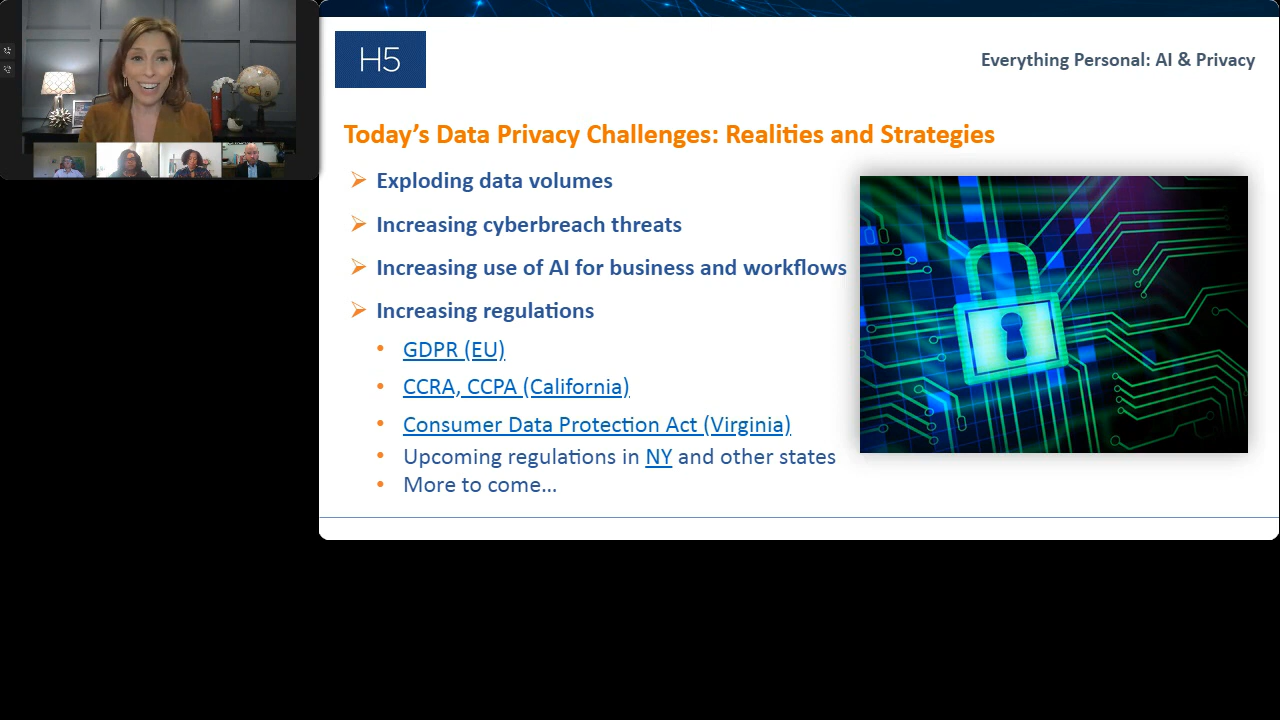 H5
Everything Personal: AI & Privacy
Today's Data Privacy Challenges: Realities and Strategies
Exploding data volumes
Increasing cyberbreach threats
Increasing use of AI for business and workflows
Increasing regulations
GDPR (EU)
CCRA, CCPA (California)
Consumer Data Protection Act (Virginia)
Upcoming regulations in NY and other states
More to come...